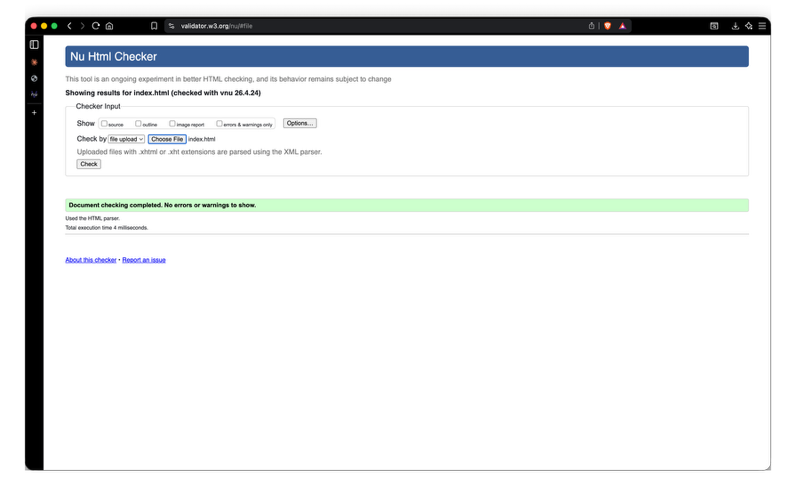 validator.w3.org/nu/#file
Nu Html Checker
This tool is an ongoing experiment in better HTML checking, and its behavior remains subject to change
Showing results for index.html (checked with vnu 26.4.24)
Checker Input
Show source outline image report errors & warnings only Options...
Check by file upload Choose File index.html
Uploaded files with .xhtml or .xht extensions are parsed using the XML parser.
Check
Document checking completed. No errors or warnings to show.
Used the HTML parser.
Total execution time 4 milliseconds.
About this checker • Report an issue